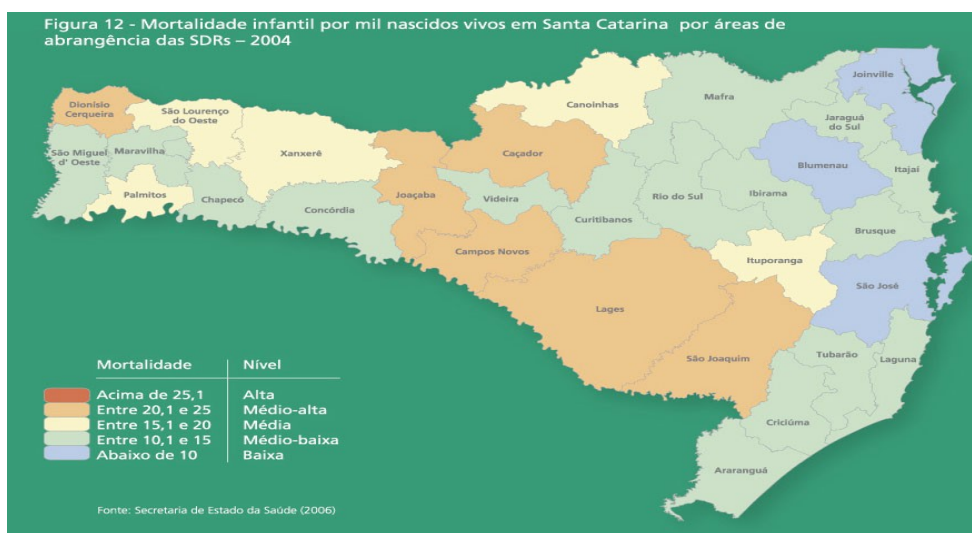 Figura 12 - Mortalidade infantil por mil nascidos vivos em Santa Catarina por áreas de
abrangência das SDRs – 2004
Dionísio
Cerqueira
São Lourenço
do Oeste
São Miguel
d' Oeste
Maravilha
Palmitos
Chapecó
Xanxerê
Concórdia
Joaçaba
Caçador
Videira
Campos Novos
Canoinhas
Mafra
Curitibanos
Rio do Sul
Ibirama
Joinville
Jaraguá
do Sul
Blumenau
Itajaí
Brusque
Ituporanga
São José
Lages
São Joaquim
Tubarão
Laguna
Criciúma
Araranguá
Mortalidade Nível
Acima de 25,1 Alta
Entre 20,1 e 25 Médio-alta
Entre 15,1 e 20 Média
Entre 10,1 e 15 Médio-baixa
Abaixo de 10 Baixa
Fonte: Secretaria de Estado da Saúde (2006)